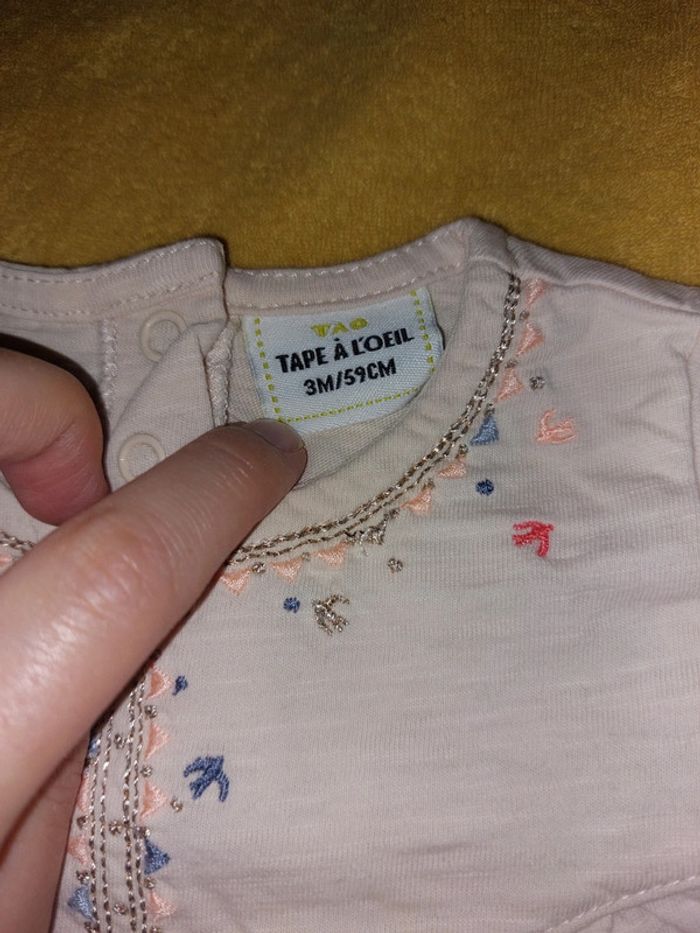 TAO
TAPE À L'OEIL
3M/59CM